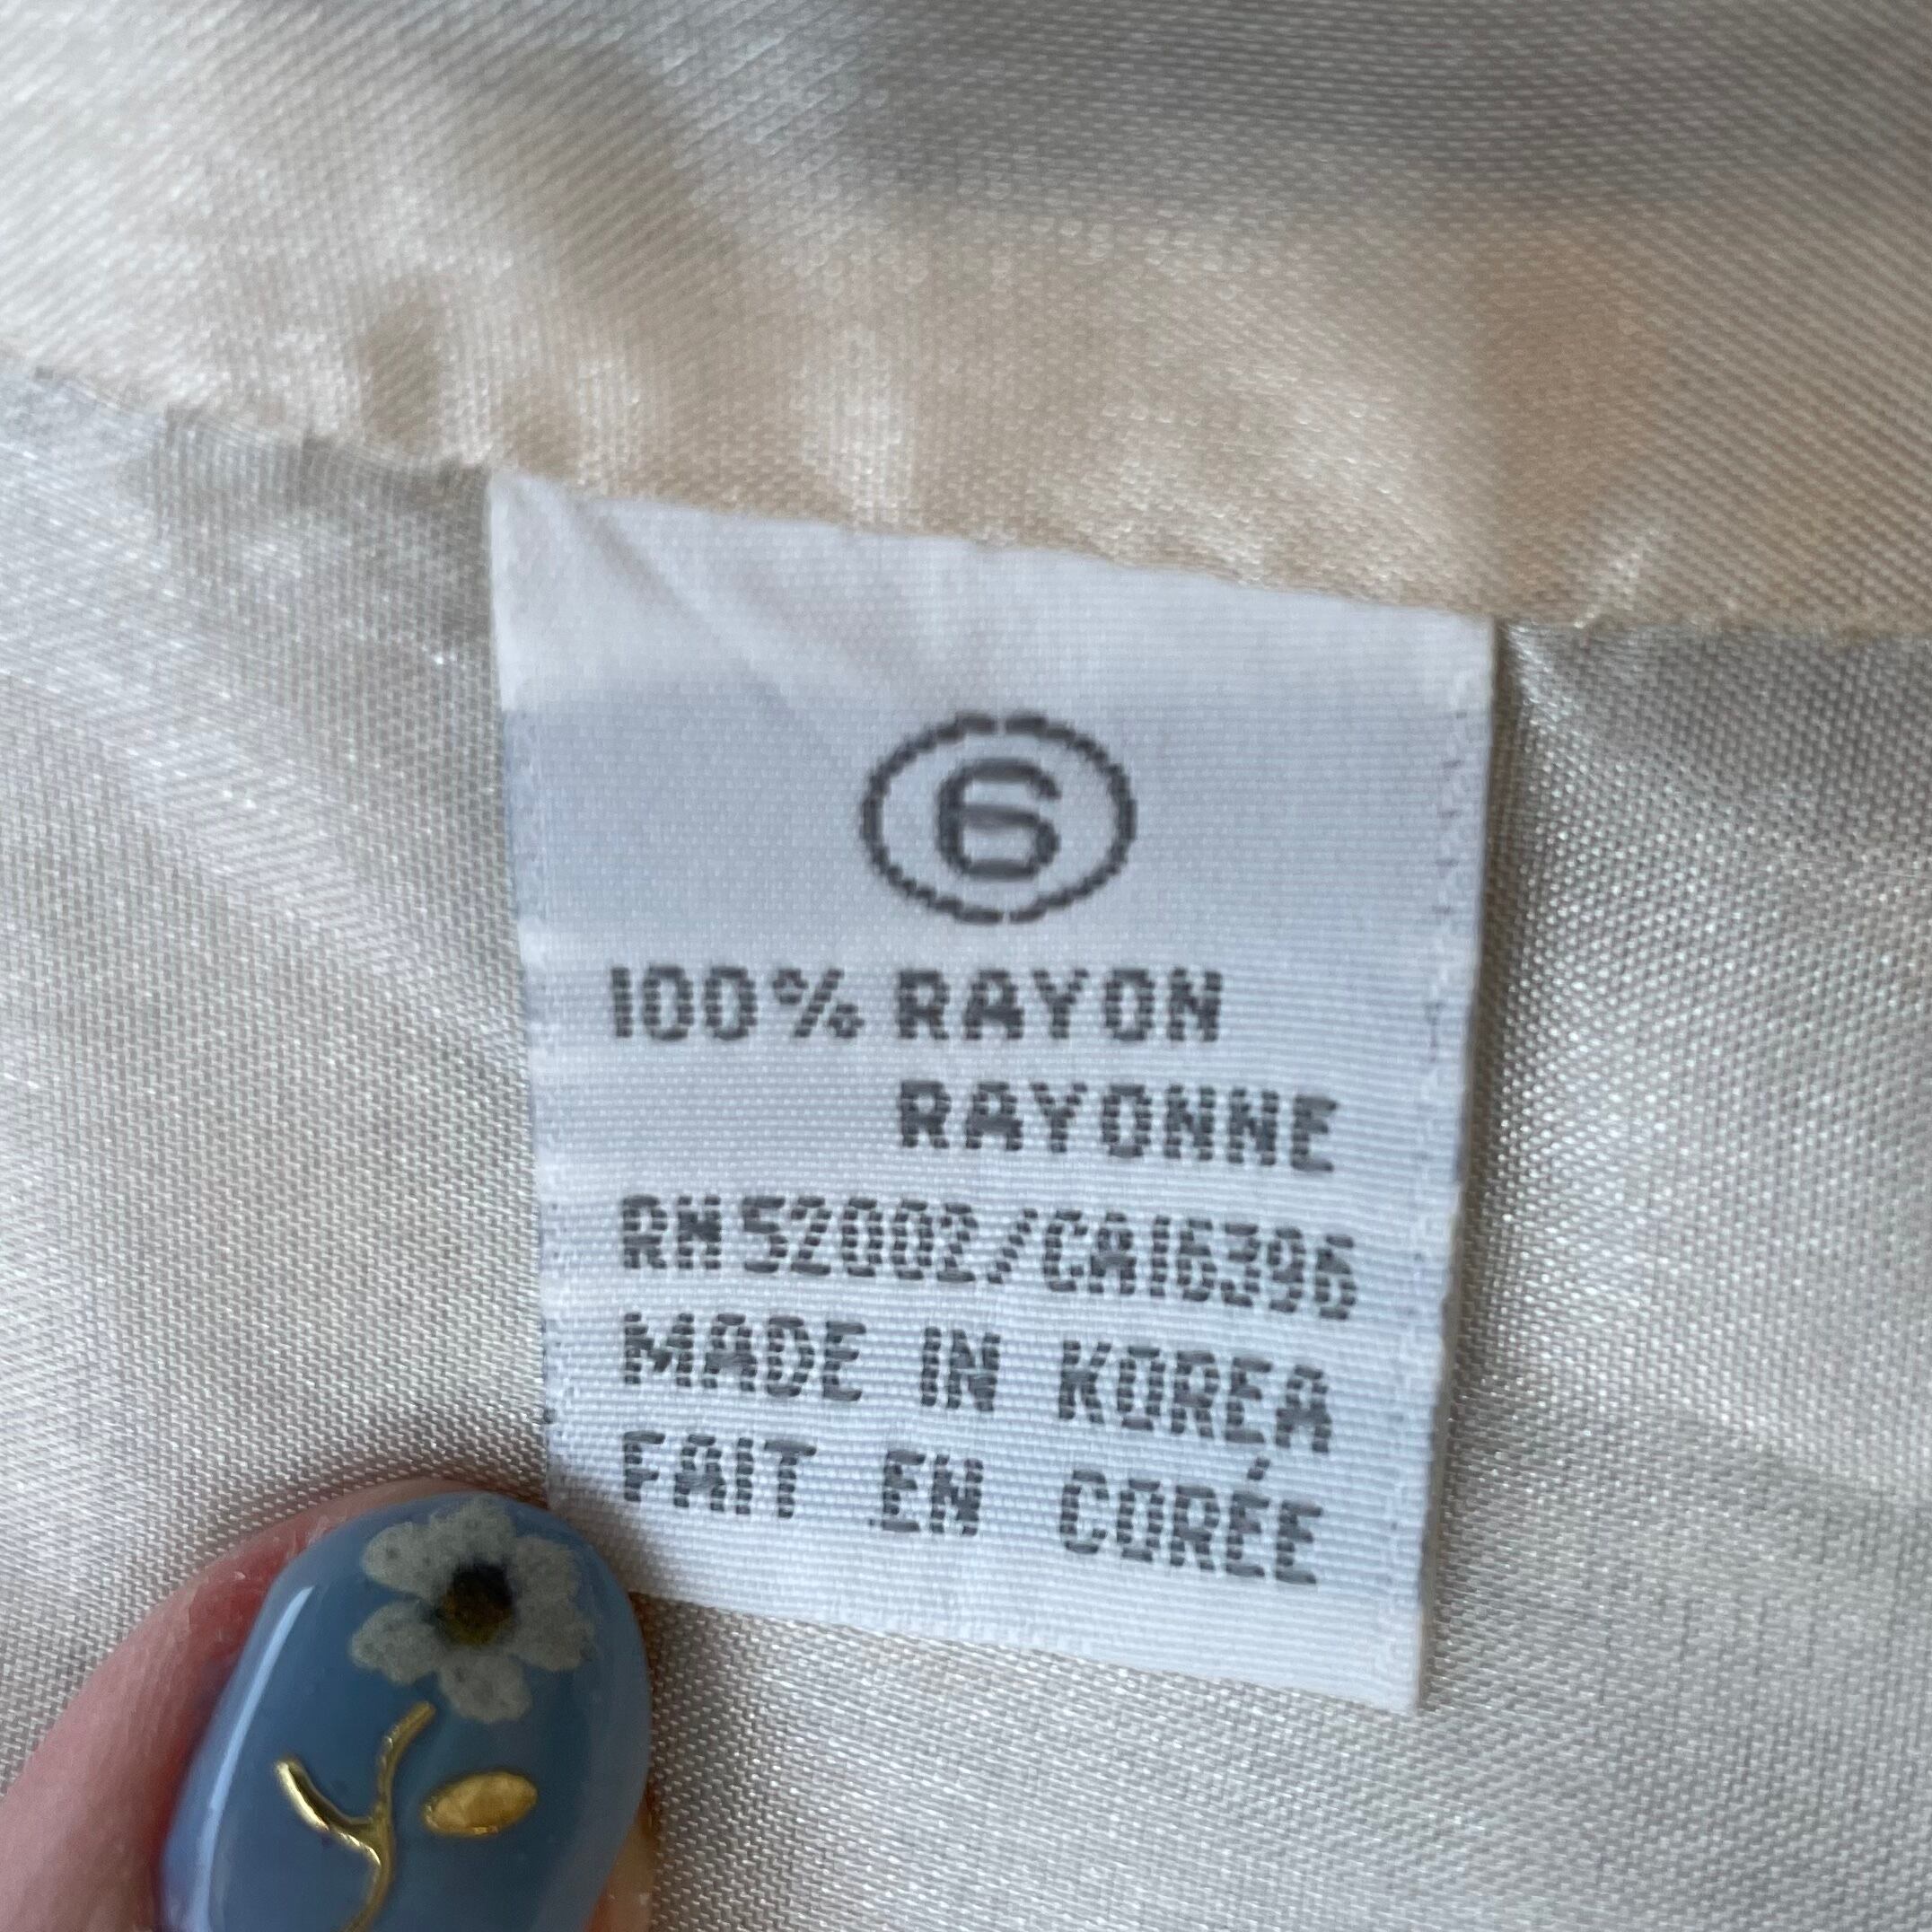 6
100% RAYON
RAYONNE
RN52002/CA16396
MADE IN KOREA
FAIT EN CORÉE